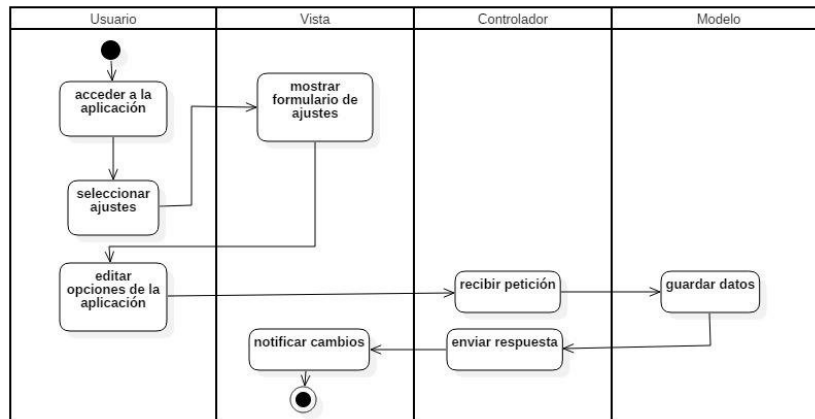 Usuario
Vista
Controlador
Modelo
acceder a la
aplicación
mostrar
formulario de
ajustes
seleccionar
ajustes
editar
opciones de la
aplicación
recibir petición
guardar datos
notificar cambios
enviar respuesta